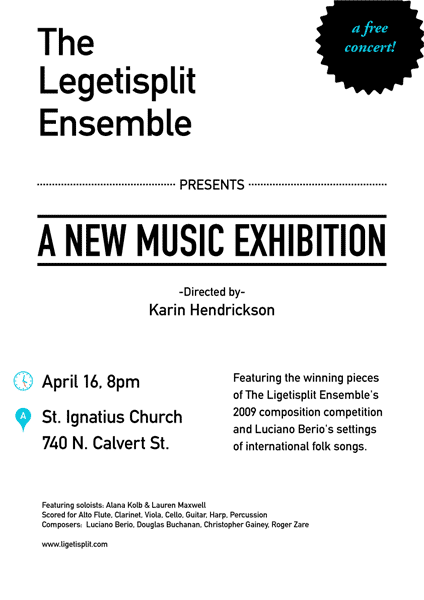 The
Legetisplit
Ensemble
a free
concert!
PRESENTS
A NEW MUSIC EXHIBITION
-Directed by-
Karin Hendrickson
April 16, 8pm
A
St. Ignatius Church
740 N. Calvert St.
Featuring the winning pieces
of The Ligetisplit Ensemble's
2009 composition competition
and Luciano Berio's settings
of international folk songs.
Featuring soloists: Alana Kolb & Lauren Maxwell
Scored for Alto Flute, Clarinet, Viola, Cello, Guitar, Harp, Percussion
Composers: Luciano Berio, Douglas Buchanan, Christopher Gainey, Roger Zare
www.ligetisplit.com